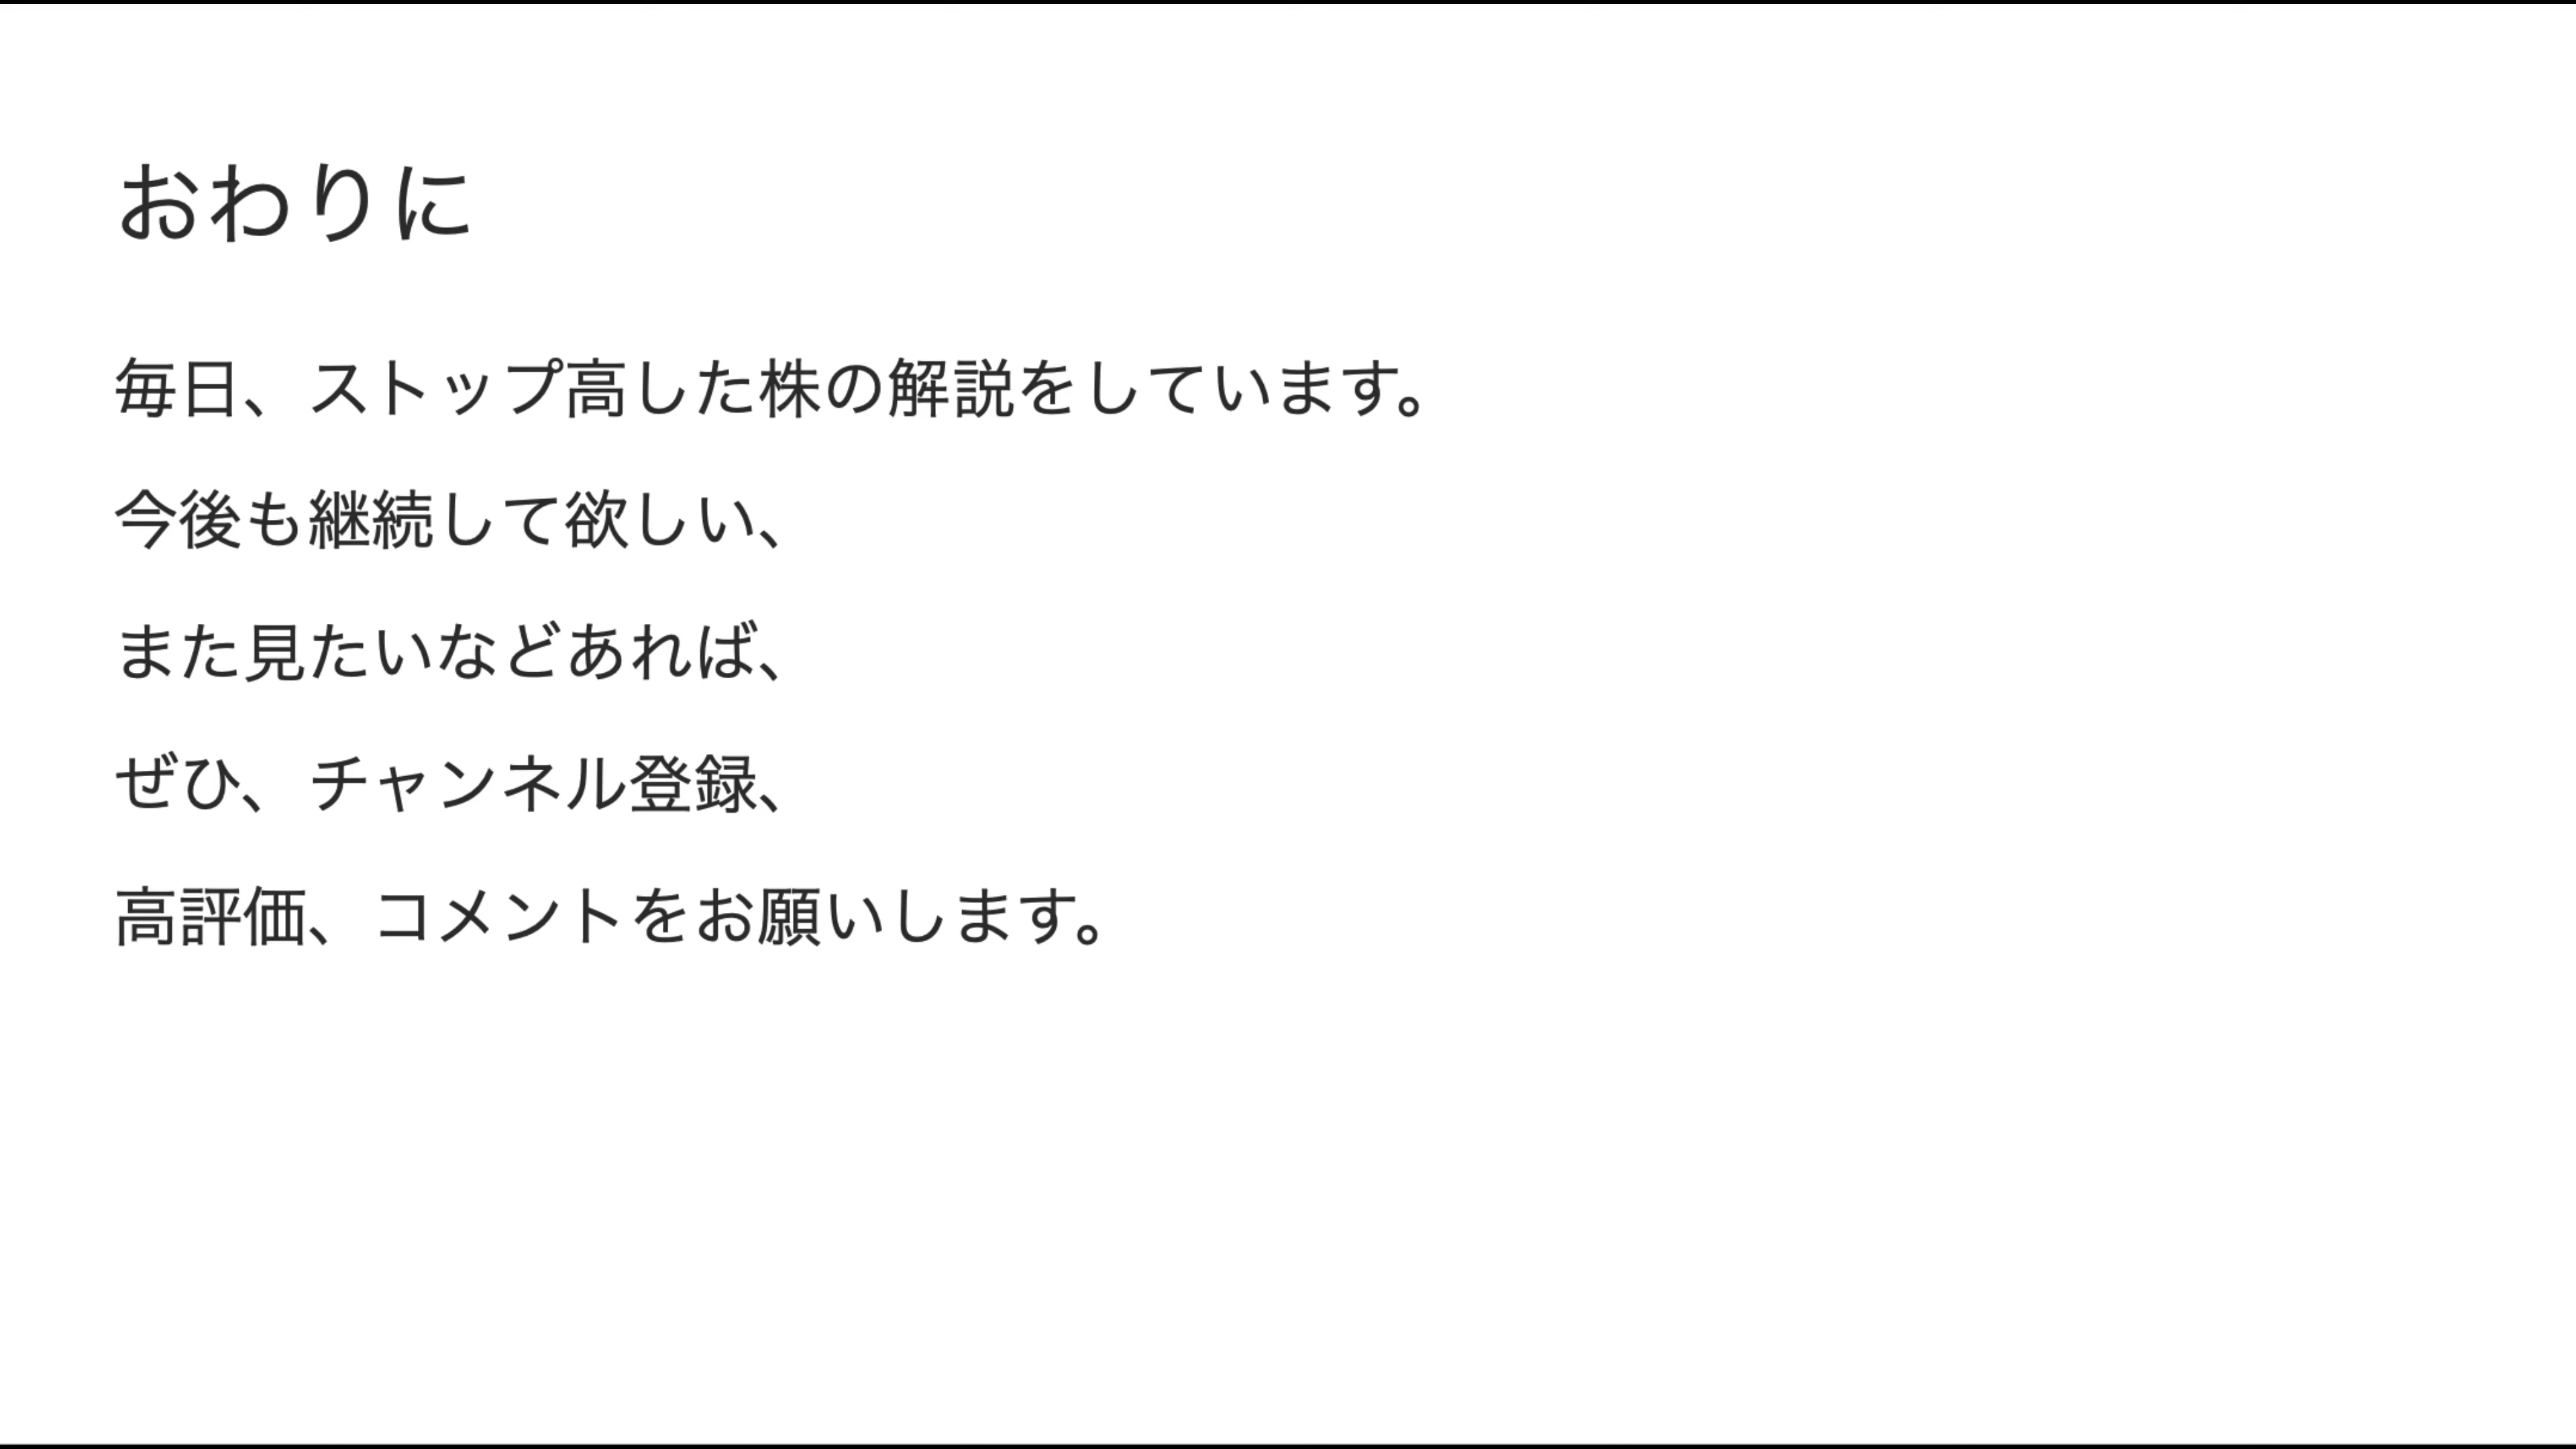 おわりに
毎日、ストップ高した株の解説をしています。
今後も継続して欲しい、
また見たいなどあれば、
ぜひ、チャンネル登録、
高評価、コメントをお願いします。